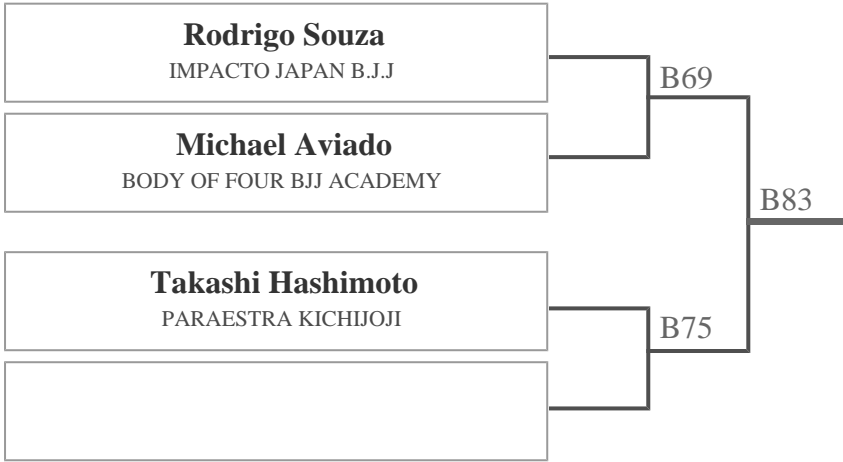 Rodrigo Souza
IMPACTO JAPAN B.J.J
B69
Michael Aviado
BODY OF FOUR BJJ ACADEMY
B83
Takashi Hashimoto
PARAESTRA KICHIJOJI
B75